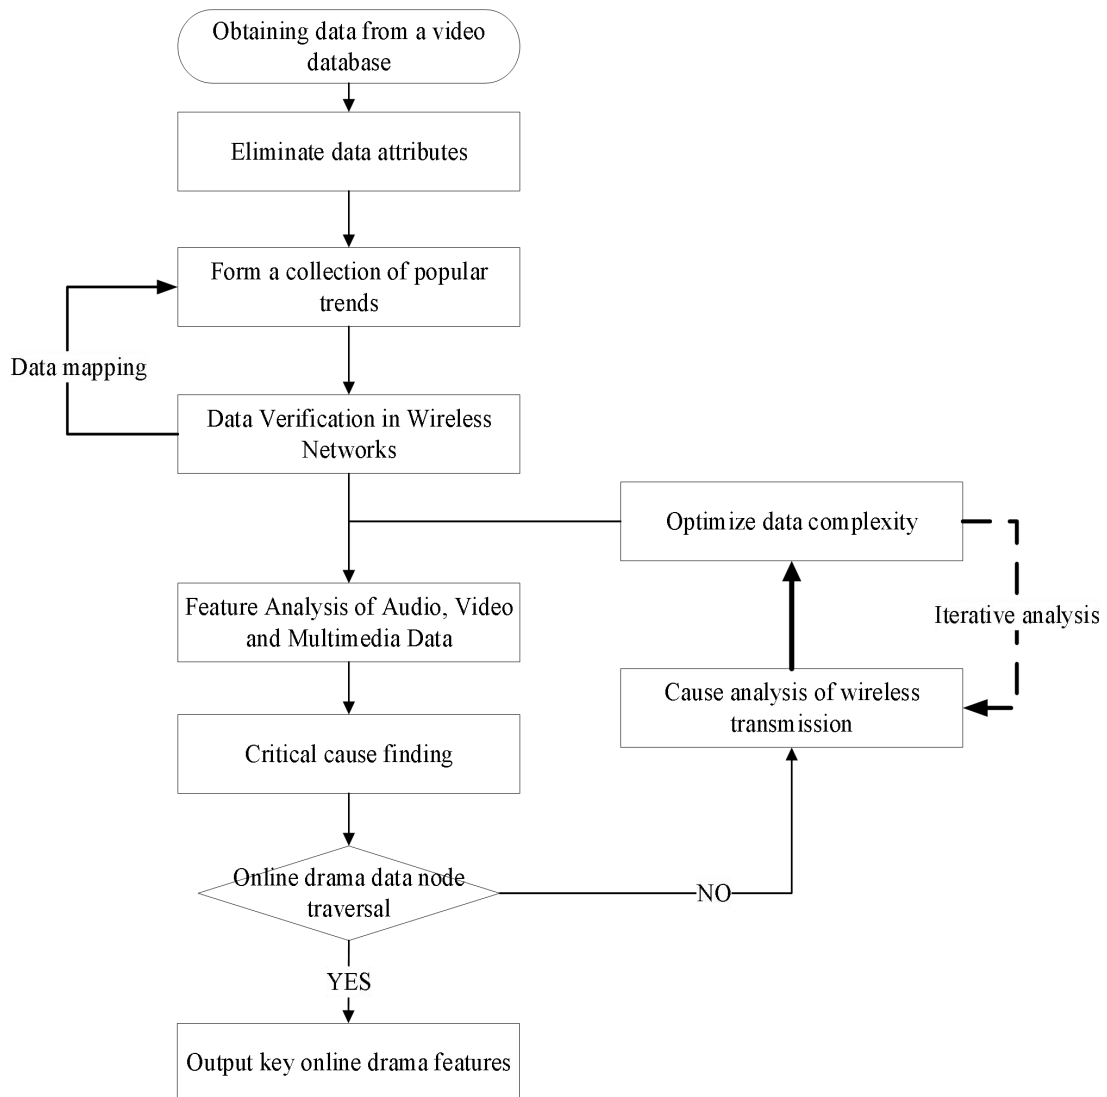 Obtaining data from a video
database
Eliminate data attributes
Form a collection of popular
trends
Data mapping
Data Verification in Wireless
Networks
Optimize data complexity
Feature Analysis of Audio, Video
and Multimedia Data
Iterative analysis
Cause analysis of wireless
transmission
Critical cause finding
Online drama data node
traversal
NO
YES
Output key online drama features